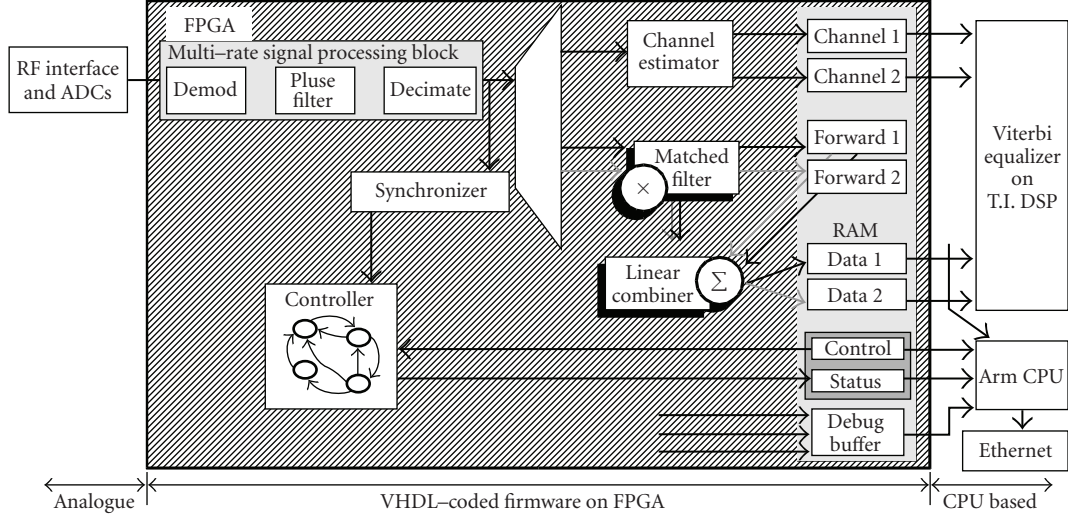 FPGA
Multi–rate signal processing block
RF interface
and ADCs
Demod
Pluse
filter
Decimate
Channel
estimator
Channel 1
Channel 2
Forward 1
Forward 2
Matched
filter
×
Synchronizer
Viterbi
equalizer
on
T.I. DSP
RAM
Data 1
Data 2
Linear
combiner
Σ
Controller
Control
Status
Arm CPU
Debug
buffer
Ethernet
Analogue
VHDL–coded firmware on FPGA
CPU based